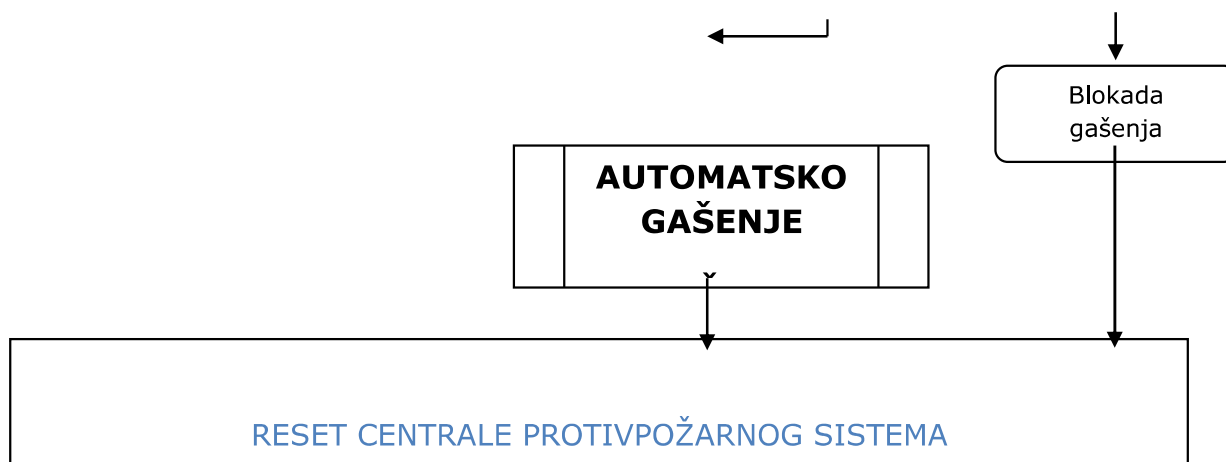 Blokada
gašenja
AUTOMATSKO
GAŠENJE
RESET CENTRALE PROTIVPOŽARNOG SISTEMA